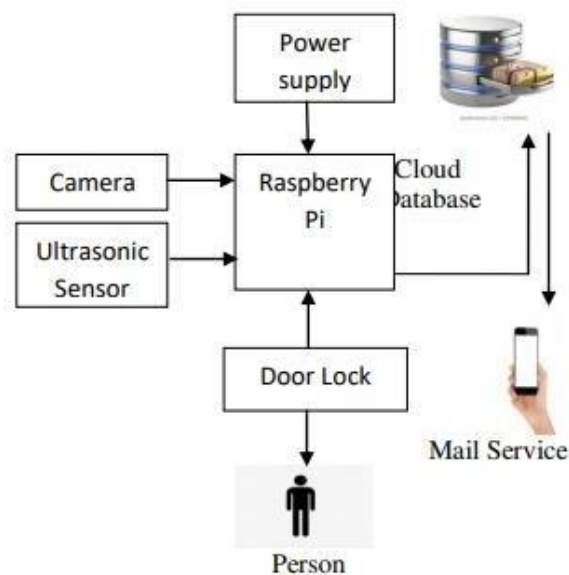 Power
supply
Camera
Raspberry
Pi
Cloud
Database
Ultrasonic
Sensor
Door Lock
Mail Service
Person